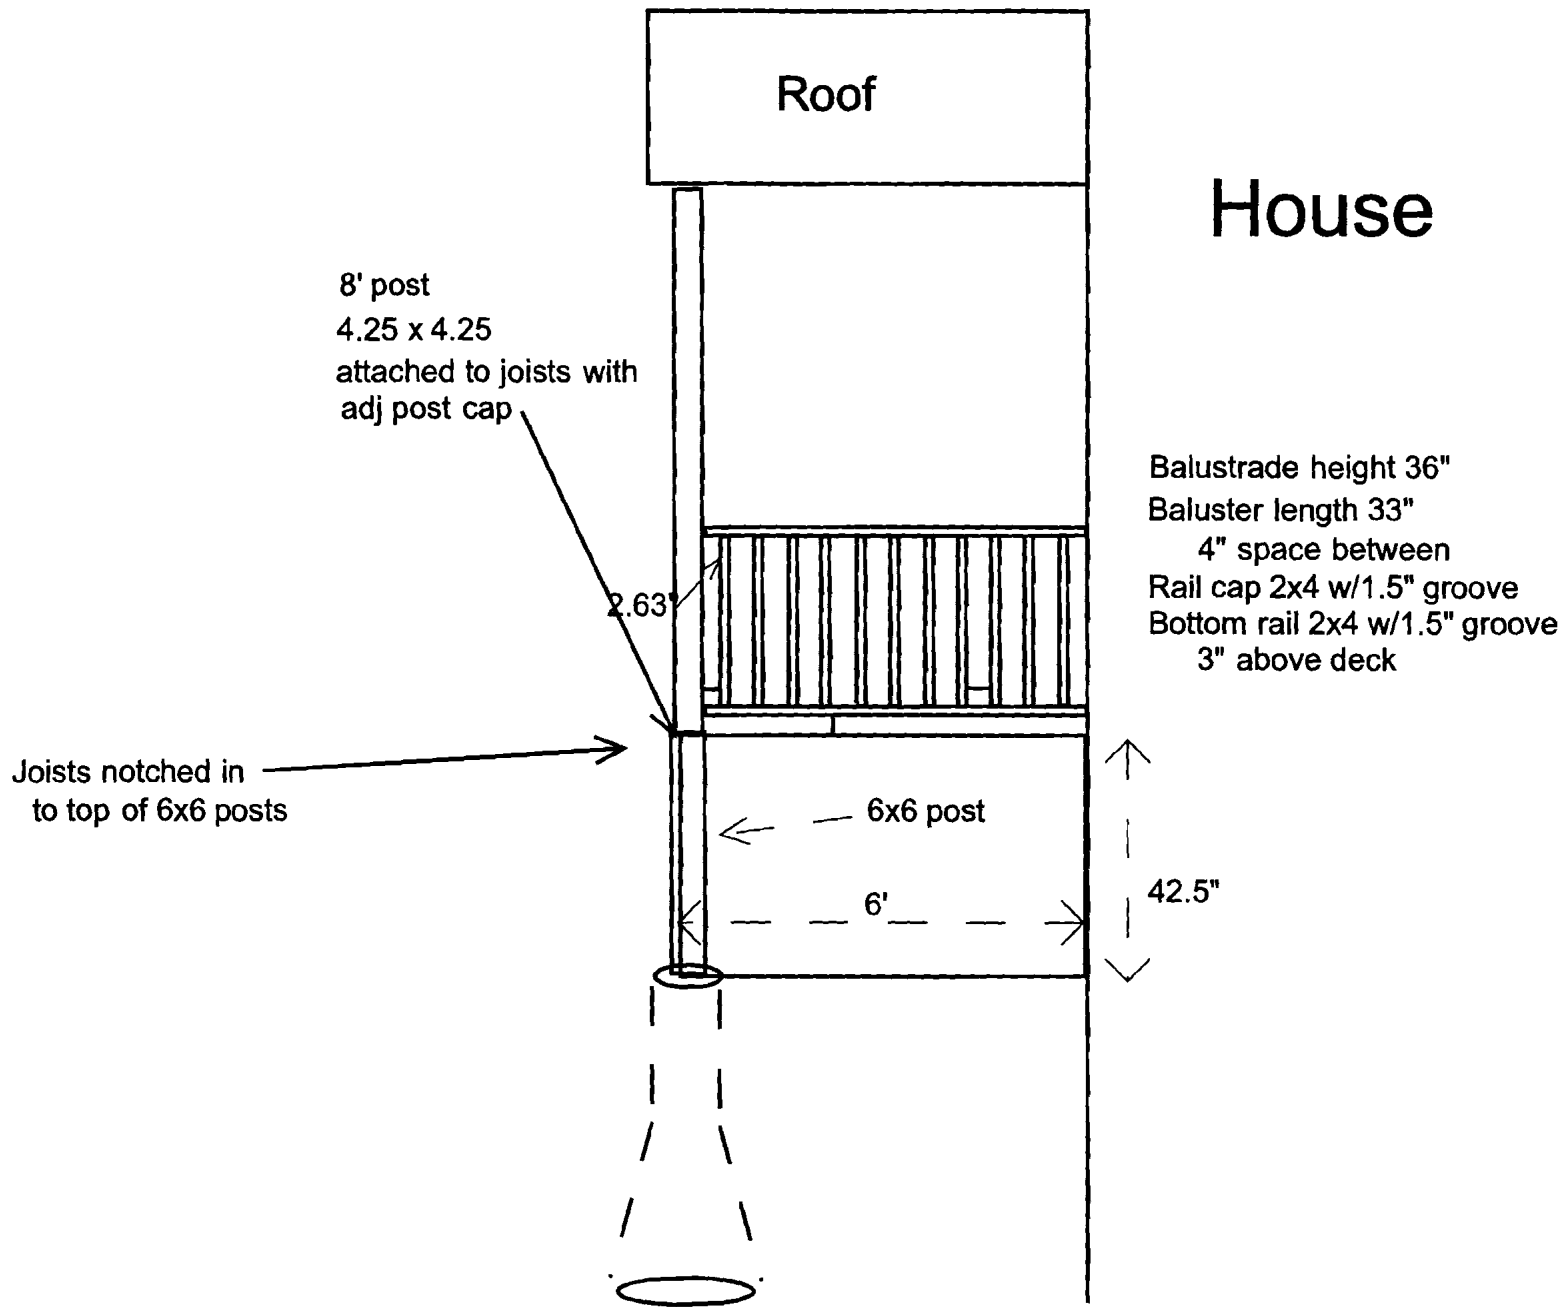 Roof
House
8' post
4.25 x 4.25
attached to joists with
adj post cap
Balustrade height 36"
Baluster length 33"
4" space between
Rail cap 2x4 w/1.5" groove
Bottom rail 2x4 w/1.5" groove
3" above deck
2.63"
Joists notched in
to top of 6x6 posts
6x6 post
6'
42.5"